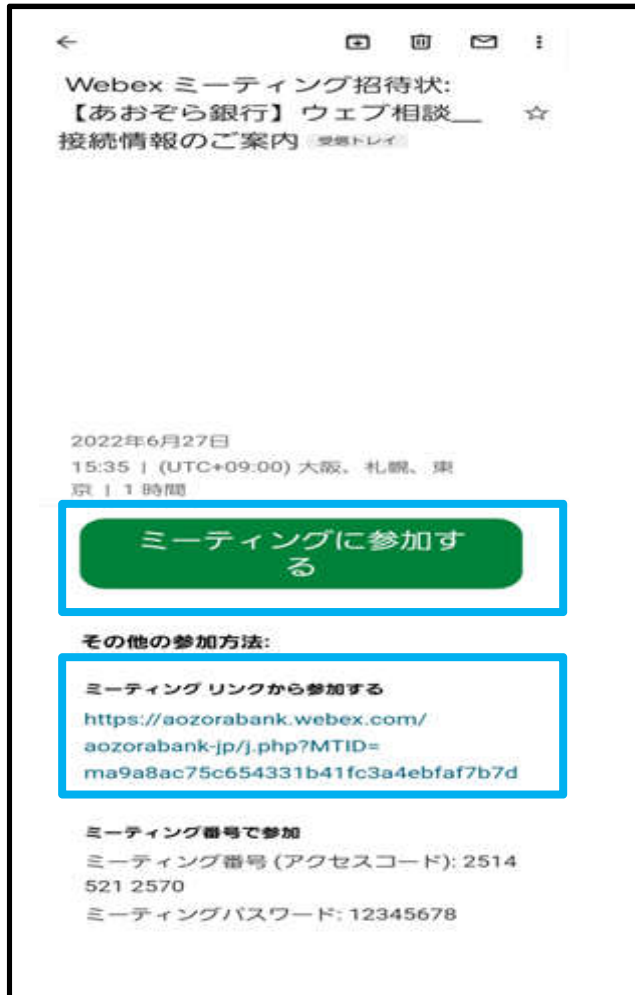 Webex ミーティング招待状:
【あおぞら銀行】ウェブ相談__
接続情報のご案内 受信トレイ
2022年6月27日
15:35 | (UTC+09:00) 大阪、札幌、東
京 | 1 時間
ミーティングに参加す
る
その他の参加方法:
ミーティング リンクから参加する
https://aozorabank.webex.com/
aozorabank-jp/j.php?MTID=
ma9a8ac75c654331b41fc3a4ebfaf7b7d
ミーティング番号で参加
ミーティング番号 (アクセスコード): 2514
521 2570
ミーティングパスワード: 12345678